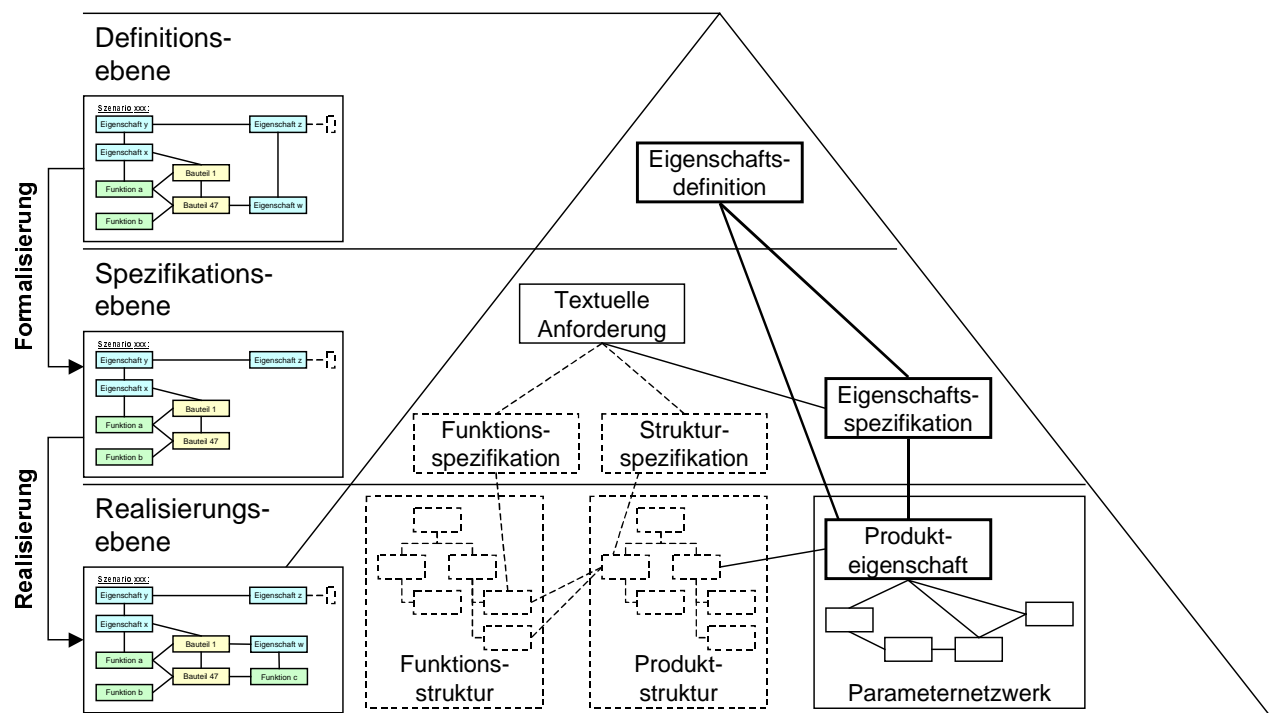 Definitions-
ebene
Szenario xxx:
Eigenschaft y
Eigenschaft z
Eigenschaft x
Bauteil 1
Funktion a
Bauteil 47
Eigenschaft w
Funktion b
Eigenschafts-
definition
Formalisierung
Spezifikations-
ebene
Szenario xxx:
Eigenschaft y
Eigenschaft z
Eigenschaft x
Bauteil 1
Funktion a
Bauteil 47
Funktion b
Textuelle
Anforderung
Eigenschafts-
spezifikation
Funktions-
spezifikation
Struktur-
spezifikation
Realisierung
Realisierungs-
ebene
Szenario xxx:
Eigenschaft y
Eigenschaft z
Eigenschaft x
Bauteil 1
Eigenschaft w
Funktion a
Bauteil 47
Funktion c
Funktion b
Funktions-
struktur
Produkt-
struktur
Produkt-
eigenschaft
Parameternetzwerk